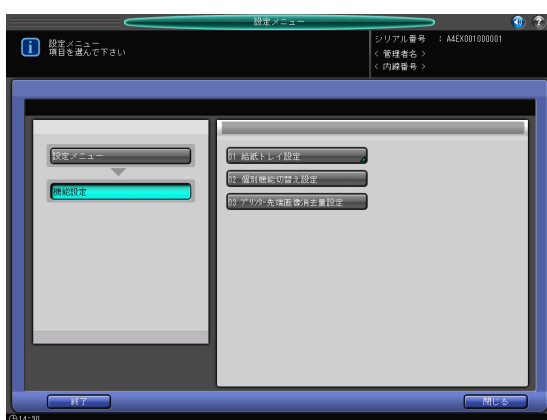 設定メニュー
設定メニュー
項目を選んで下さい
シリアル番号 : A4EX001000001
< 管理者名 >
< 内線番号 >
設定メニュー
機能設定
01 給紙トレイ設定
02 個別機能切替え設定
03 プリンター先端画像消去量設定
終了
閉じる
14:20